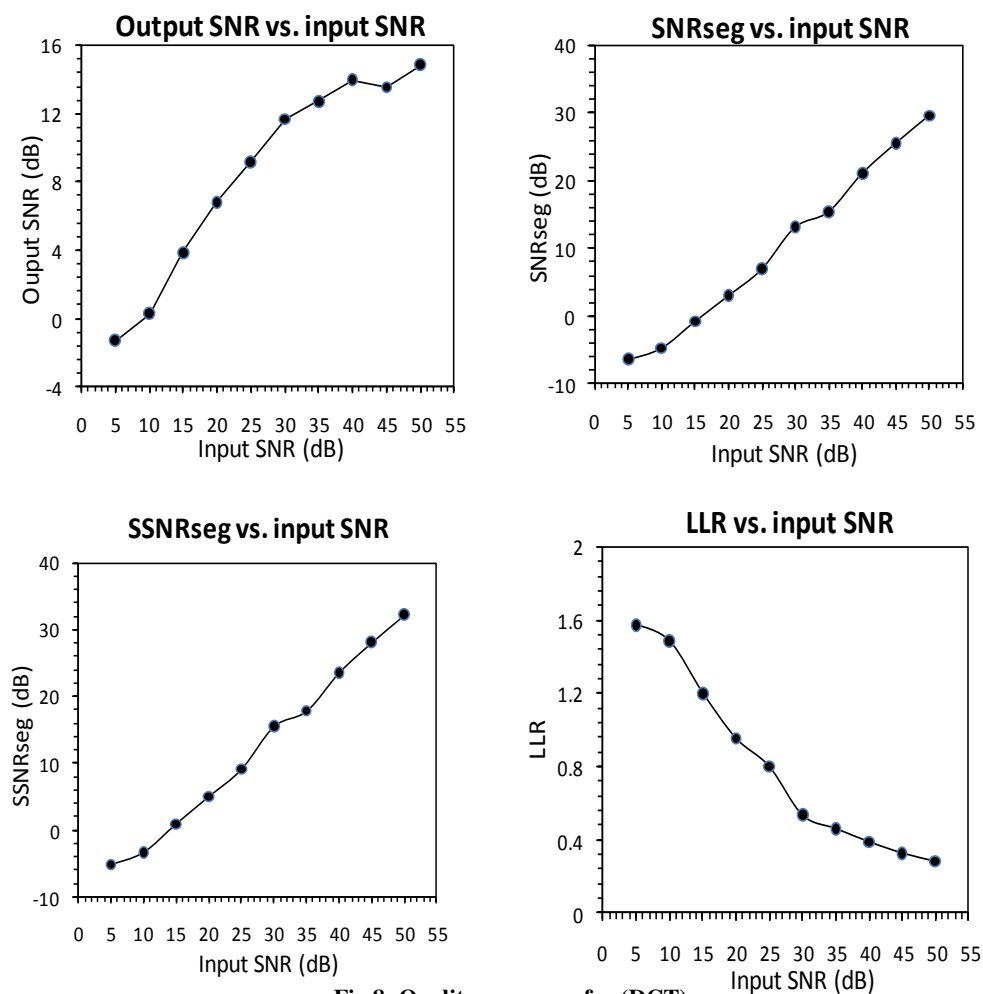 Output SNR vs. input SNR
16
12
8
4
0
-4
Ouput SNR (dB)
0 5 10 15 20 25 30 35 40 45 50 55
Input SNR (dB)
SNRseg vs. input SNR
40
30
20
10
0
-10
SNRseg (dB)
0 5 10 15 20 25 30 35 40 45 50 55
Input SNR (dB)
SSNRseg vs. input SNR
40
30
20
10
0
-10
SSNRseg (dB)
0 5 10 15 20 25 30 35 40 45 50 55
Input SNR (dB)
LLR vs. input SNR
2
1.6
1.2
0.8
0.4
0
LLR
0 5 10 15 20 25 30 35 40 45 50 55
Input SNR (dB)